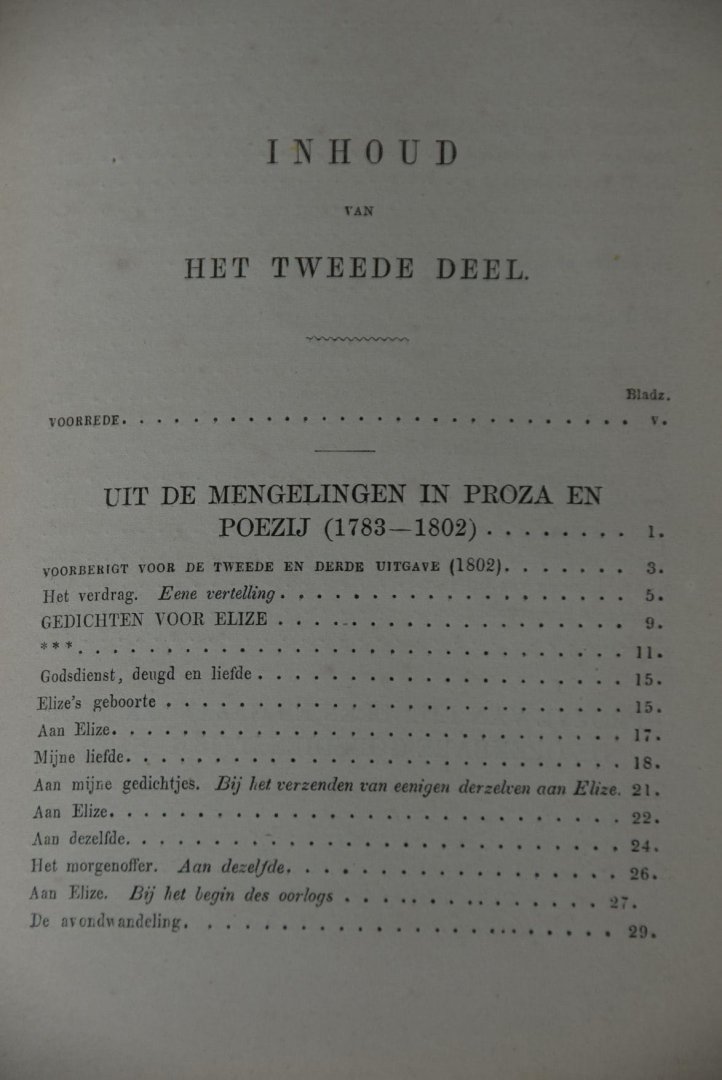 INHOUD
VAN
HET TWEEDE DEEL.
Bladz.
VOORREDE. . . . . . . . . . . . . . . . . . . . . . . . . . . . v.
UIT DE MENGELINGEN IN PROZA EN
POEZIJ (1783—1802) . . . . . . . . 1.
VOORBERIGT VOOR DE TWEEDE EN DERDE UITGAVE (1802). . . . . . . 3.
Het verdrag. Eene vertelling . . . . . . . . . . . . . . . . . . 5.
GEDICHTEN VOOR ELIZE . . . . . . . . . . . . . . . . . . 9.
***. . . . . . . . . . . . . . . . . . . . . . . . . . . . . 11.
Godsdienst, deugd en liefde . . . . . . . . . . . . . . . . . . . 15.
Elize's geboorte . . . . . . . . . . . . . . . . . . . . . . . . 15.
Aan Elize. . . . . . . . . . . . . . . . . . . . . . . . . . . 17.
Mijne liefde. . . . . . . . . . . . . . . . . . . . . . . . . . 18.
Aan mijne gedichtjes. Bij het verzenden van eenigen derzelven aan Elize. 21.
Aan Elize. . . . . . . . . . . . . . . . . . . . . . . . . . . 22.
Aan dezelfde. . . . . . . . . . . . . . . . . . . . . . . . . . 24.
Het morgenoffer. Aan dezelfde. . . . . . . . . . . . . . . . . . 26.
Aan Elize. Bij het begin des oorlogs . . . . . . . . . . . . . . 27.
De avondwandeling. . . . . . . . . . . . . . . . . . . . . . . 29.